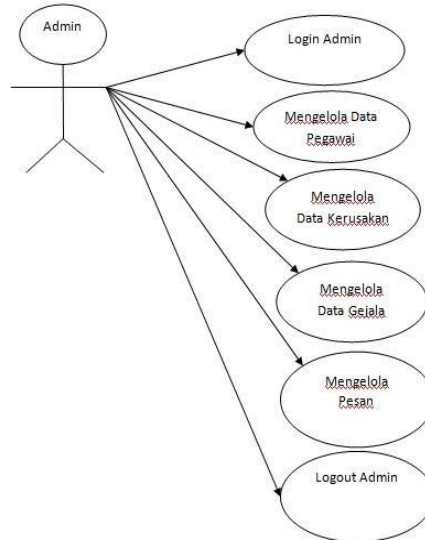 Admin
Login Admin
Mengelola Data
Pegawai
Mengelola
Data Kerusakan
Mengelola
Data Gejala
Mengelola
Pesan
Logout Admin